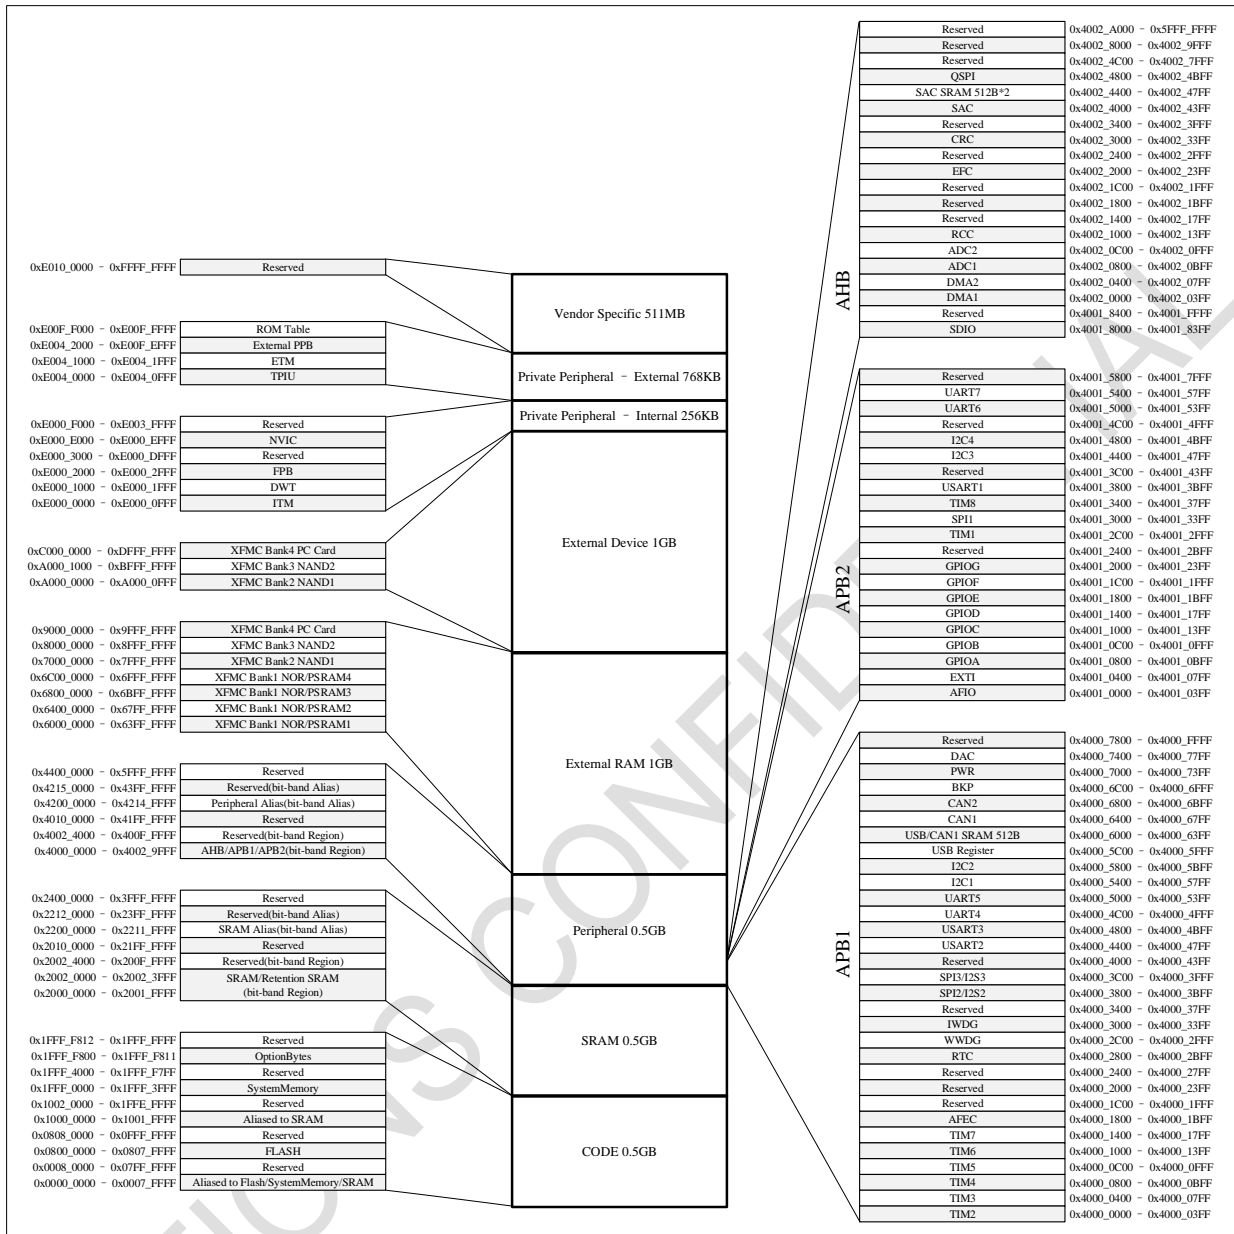 0xE010_0000 - 0xFFFF_FFFF Reserved
0xE00F_F000 - 0xE00F_FFFF ROM Table
0xE004_2000 - 0xE00F_EFFF External PPB
0xE004_1000 - 0xE004_1FFF ETM
0xE004_0000 - 0xE004_0FFF TPIU
0xE000_F000 - 0xE003_FFFF Reserved
0xE000_E000 - 0xE000_EFFF NVIC
0xE000_3000 - 0xE000_DFFF Reserved
0xE000_2000 - 0xE000_2FFF FPB
0xE000_1000 - 0xE000_1FFF DWT
0xE000_0000 - 0xE000_0FFF ITM
0xC000_0000 - 0xDFFF_FFFF XFMC Bank4 PC Card
0xA000_1000 - 0xBFFF_FFFF XFMC Bank3 NAND2
0xA000_0000 - 0xA000_0FFF XFMC Bank2 NAND1
0x9000_0000 - 0x9FFF_FFFF XFMC Bank4 PC Card
0x8000_0000 - 0x8FFF_FFFF XFMC Bank3 NAND2
0x7000_0000 - 0x7FFF_FFFF XFMC Bank2 NAND1
0x6C00_0000 - 0x6FFF_FFFF XFMC Bank1 NOR/PSRAM4
0x6800_0000 - 0x6BFF_FFFF XFMC Bank1 NOR/PSRAM3
0x6400_0000 - 0x67FF_FFFF XFMC Bank1 NOR/PSRAM2
0x6000_0000 - 0x63FF_FFFF XFMC Bank1 NOR/PSRAM1
0x4400_0000 - 0x5FFF_FFFF Reserved
0x4215_0000 - 0x43FF_FFFF Reserved(bit-band Alias)
0x4200_0000 - 0x4214_FFFF Peripheral Alias(bit-band Alias)
0x4010_0000 - 0x41FF_FFFF Reserved
0x4002_4000 - 0x400F_FFFF Reserved(bit-band Region)
0x4000_0000 - 0x4002_9FFF AHB/APB1/APB2(bit-band Region)
0x2400_0000 - 0x3FFF_FFFF Reserved
0x2212_0000 - 0x23FF_FFFF Reserved(bit-band Alias)
0x2200_0000 - 0x2211_FFFF SRAM Alias(bit-band Alias)
0x2010_0000 - 0x21FF_FFFF Reserved
0x2002_4000 - 0x200F_FFFF Reserved(bit-band Region)
0x2002_0000 - 0x2002_3FFF SRAM/Retention SRAM
0x2000_0000 - 0x2001_FFFF (bit-band Region)
0x1FFF_F812 - 0x1FFF_FFFF Reserved
0x1FFF_F800 - 0x1FFF_F811 OptionBytes
0x1FFF_4000 - 0x1FFF_F7FF Reserved
0x1FFF_0000 - 0x1FFF_3FFF SystemMemory
0x1002_0000 - 0x1FFE_FFFF Reserved
0x1000_0000 - 0x1001_FFFF Aliased to SRAM
0x0808_0000 - 0x0FFF_FFFF Reserved
0x0800_0000 - 0x0807_FFFF FLASH
0x0008_0000 - 0x07FF_FFFF Reserved
0x0000_0000 - 0x0007_FFFF Aliased to Flash/SystemMemory/SRAM
Vendor Specific 511MB
Private Peripheral - External 768KB
Private Peripheral - Internal 256KB
External Device 1GB
External RAM 1GB
Peripheral 0.5GB
SRAM 0.5GB
CODE 0.5GB
AHB
Reserved 0x4002_A000 - 0x5FFF_FFFF
Reserved 0x4002_8000 - 0x4002_9FFF
Reserved 0x4002_4C00 - 0x4002_7FFF
QSPI 0x4002_4800 - 0x4002_4BFF
SAC SRAM 512B*2 0x4002_4400 - 0x4002_47FF
SAC 0x4002_4000 - 0x4002_43FF
Reserved 0x4002_3400 - 0x4002_3FFF
CRC 0x4002_3000 - 0x4002_33FF
Reserved 0x4002_2400 - 0x4002_2FFF
EFC 0x4002_2000 - 0x4002_23FF
Reserved 0x4002_1C00 - 0x4002_1FFF
Reserved 0x4002_1800 - 0x4002_1BFF
Reserved 0x4002_1400 - 0x4002_17FF
RCC 0x4002_1000 - 0x4002_13FF
ADC2 0x4002_0C00 - 0x4002_0FFF
ADC1 0x4002_0800 - 0x4002_0BFF
DMA2 0x4002_0400 - 0x4002_07FF
DMA1 0x4002_0000 - 0x4002_03FF
Reserved 0x4001_8400 - 0x4001_FFFF
SDIO 0x4001_8000 - 0x4001_83FF
APB2
Reserved 0x4001_5800 - 0x4001_7FFF
UART7 0x4001_5400 - 0x4001_57FF
UART6 0x4001_5000 - 0x4001_53FF
Reserved 0x4001_4C00 - 0x4001_4FFF
I2C4 0x4001_4800 - 0x4001_4BFF
I2C3 0x4001_4400 - 0x4001_47FF
Reserved 0x4001_3C00 - 0x4001_43FF
USART1 0x4001_3800 - 0x4001_3BFF
TIM8 0x4001_3400 - 0x4001_37FF
SPI1 0x4001_3000 - 0x4001_33FF
TIM1 0x4001_2C00 - 0x4001_2FFF
Reserved 0x4001_2400 - 0x4001_2BFF
GPIOG 0x4001_2000 - 0x4001_23FF
GPIOF 0x4001_1C00 - 0x4001_1FFF
GPIOE 0x4001_1800 - 0x4001_1BFF
GPIOD 0x4001_1400 - 0x4001_17FF
GPIOC 0x4001_1000 - 0x4001_13FF
GPIOB 0x4001_0C00 - 0x4001_0FFF
GPIOA 0x4001_0800 - 0x4001_0BFF
EXTI 0x4001_0400 - 0x4001_07FF
AFIO 0x4001_0000 - 0x4001_03FF
APB1
Reserved 0x4000_7800 - 0x4000_FFFF
DAC 0x4000_7400 - 0x4000_77FF
PWR 0x4000_7000 - 0x4000_73FF
BKP 0x4000_6C00 - 0x4000_6FFF
CAN2 0x4000_6800 - 0x4000_6BFF
CAN1 0x4000_6400 - 0x4000_67FF
USB/CAN1 SRAM 512B 0x4000_6000 - 0x4000_63FF
USB Register 0x4000_5C00 - 0x4000_5FFF
I2C2 0x4000_5800 - 0x4000_5BFF
I2C1 0x4000_5400 - 0x4000_57FF
UART5 0x4000_5000 - 0x4000_53FF
UART4 0x4000_4C00 - 0x4000_4FFF
USART3 0x4000_4800 - 0x4000_4BFF
USART2 0x4000_4400 - 0x4000_47FF
Reserved 0x4000_4000 - 0x4000_43FF
SPI3/I2S3 0x4000_3C00 - 0x4000_3FFF
SPI2/I2S2 0x4000_3800 - 0x4000_3BFF
Reserved 0x4000_3400 - 0x4000_37FF
IWDG 0x4000_3000 - 0x4000_33FF
WWDG 0x4000_2C00 - 0x4000_2FFF
RTC 0x4000_2800 - 0x4000_2BFF
Reserved 0x4000_2400 - 0x4000_27FF
Reserved 0x4000_2000 - 0x4000_23FF
Reserved 0x4000_1C00 - 0x4000_1FFF
AFEC 0x4000_1800 - 0x4000_1BFF
TIM7 0x4000_1400 - 0x4000_17FF
TIM6 0x4000_1000 - 0x4000_13FF
TIM5 0x4000_0C00 - 0x4000_0FFF
TIM4 0x4000_0800 - 0x4000_0BFF
TIM3 0x4000_0400 - 0x4000_07FF
TIM2 0x4000_0000 - 0x4000_03FF